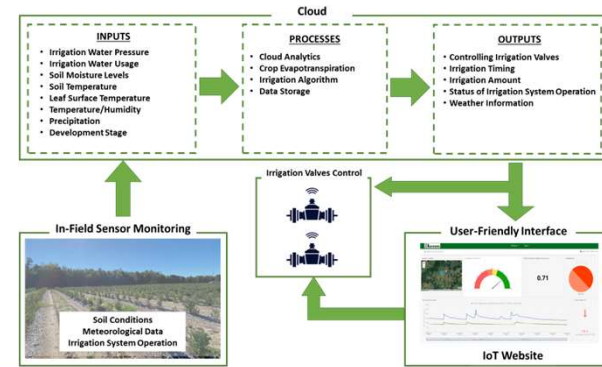 Cloud
INPUTS
• Irrigation Water Pressure
• Irrigation Water Usage
• Soil Moisture Levels
• Soil Temperature
• Leaf Surface Temperature
• Temperature/Humidity
• Precipitation
• Development Stage
PROCESSES
• Cloud Analytics
• Crop Evapotranspiration
• Irrigation Algorithm
• Data Storage
OUTPUTS
• Controlling Irrigation Valves
• Irrigation Timing
• Irrigation Amount
• Status of Irrigation System Operation
• Weather Information
Irrigation Valves Control
In-Field Sensor Monitoring
Soil Conditions
Meteorological Data
Irrigation System Operation
User-Friendly Interface
0.71
IoT Website